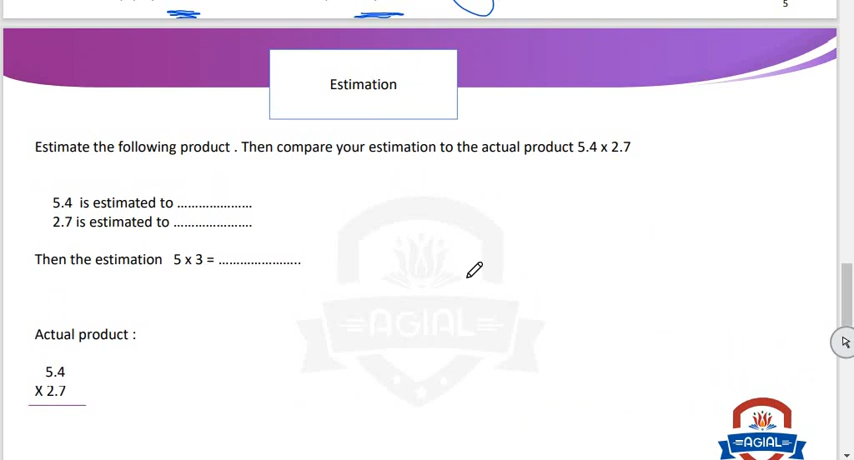 5
Estimation
Estimate the following product . Then compare your estimation to the actual product 5.4 x 2.7
5.4 is estimated to .....................
2.7 is estimated to ......................
Then the estimation 5 x 3 = .......................
=AGIAL=
Actual product :
5.4
X 2.7
=AGIAL=